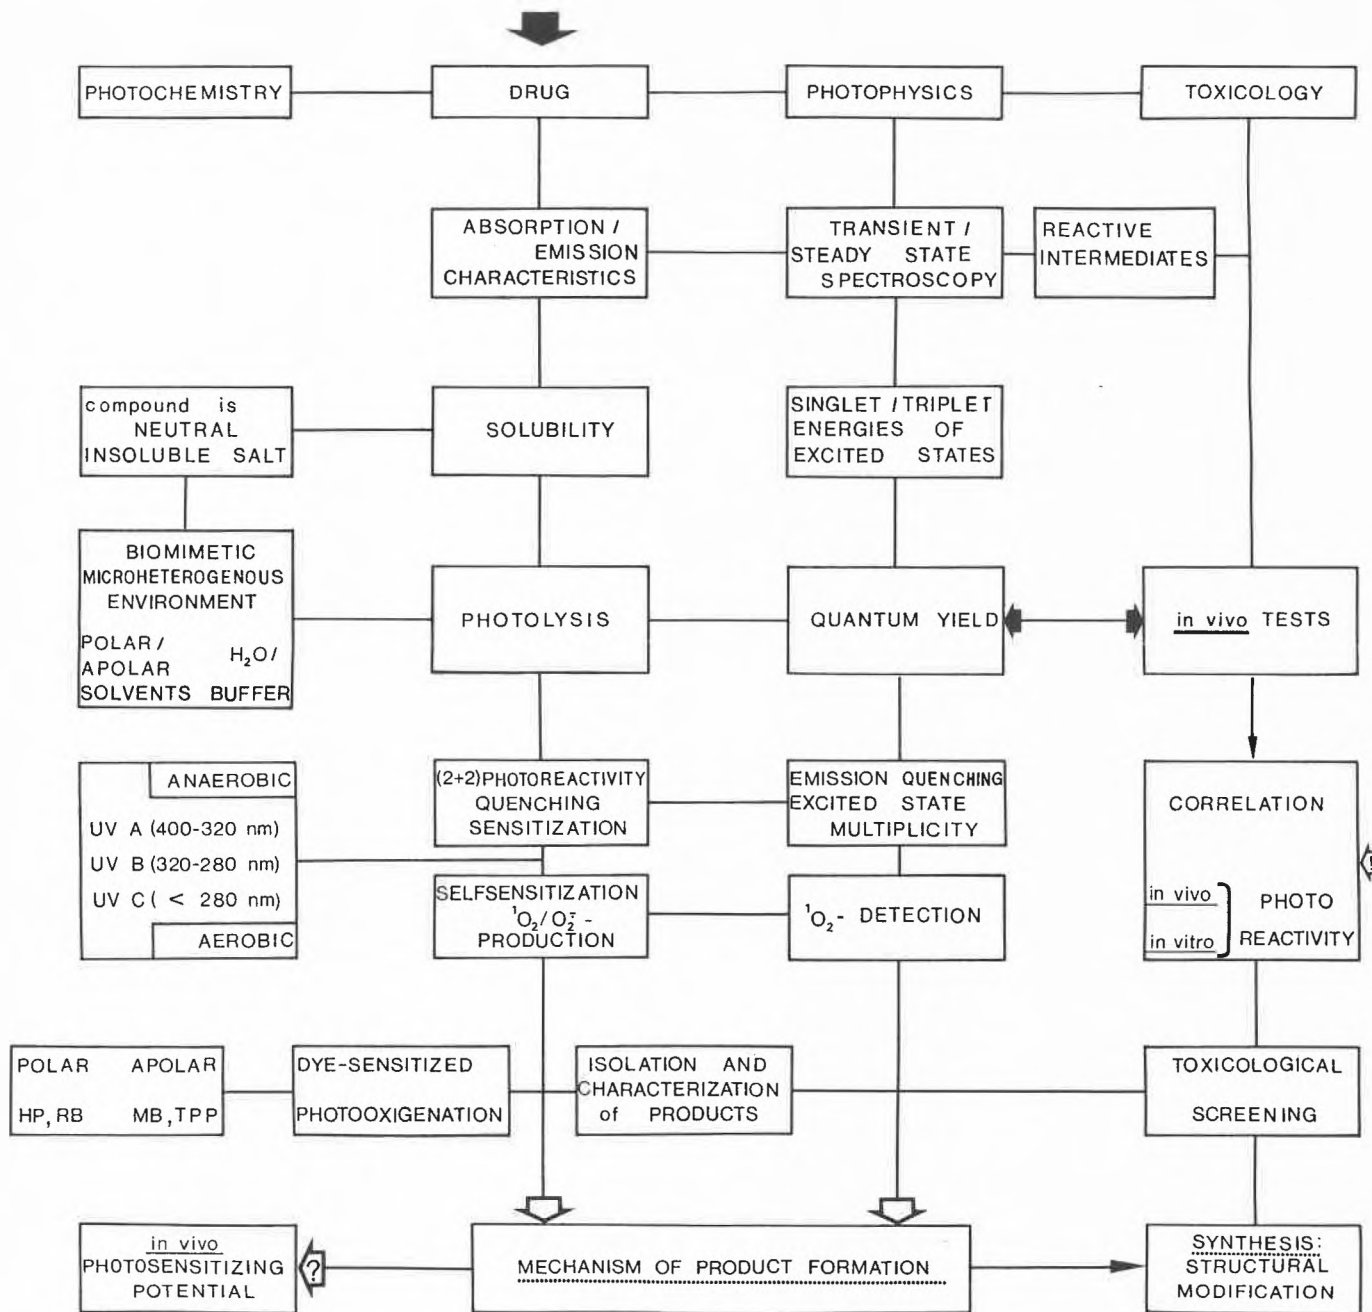 PHOTOCHEMISTRY
DRUG
PHOTOPHYSICS
TOXICOLOGY
ABSORPTION /
EMISSION
CHARACTERISTICS
TRANSIENT /
STEADY STATE
SPECTROSCOPY
REACTIVE
INTERMEDIATES
compound is
NEUTRAL
INSOLUBLE SALT
SOLUBILITY
SINGLET / TRIPLET
ENERGIES OF
EXCITED STATES
BIOMIMETIC
MICROHETEROGENOUS
ENVIRONMENT
POLAR /
APOLAR H₂O/
SOLVENTS BUFFER
PHOTOLYSIS
QUANTUM YIELD
in vivo TESTS
ANAEROBIC
UV A (400-320 nm)
UV B (320-280 nm)
UV C ( < 280 nm)
AEROBIC
(2+2)PHOTOREACTIVITY
QUENCHING
SENSITIZATION
EMISSION QUENCHING
EXCITED STATE
MULTIPLICITY
CORRELATION
in vivo PHOTO
in vitro REACTIVITY
SELFSENSITIZATION
¹O₂/O₂⁻ -
PRODUCTION
¹O₂- DETECTION
POLAR APOLAR
HP, RB MB, TPP
DYE-SENSITIZED
PHOTOOXIGENATION
ISOLATION AND
CHARACTERIZATION
of PRODUCTS
TOXICOLOGICAL
SCREENING
in vivo
PHOTOSENSITIZING
POTENTIAL
?
MECHANISM OF PRODUCT FORMATION
SYNTHESIS:
STRUCTURAL
MODIFICATION